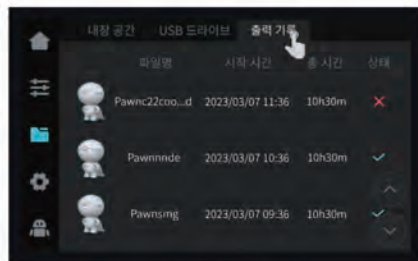 내장 공간 USB 드라이브 출력 기록
파일명 시작 시간 총 시간 상태
Pawnc22coo...d 2023/03/07 11:36 10h30m
Pawnnnde 2023/03/07 10:36 10h30m
Pawnsmg 2023/03/07 09:36 10h30m